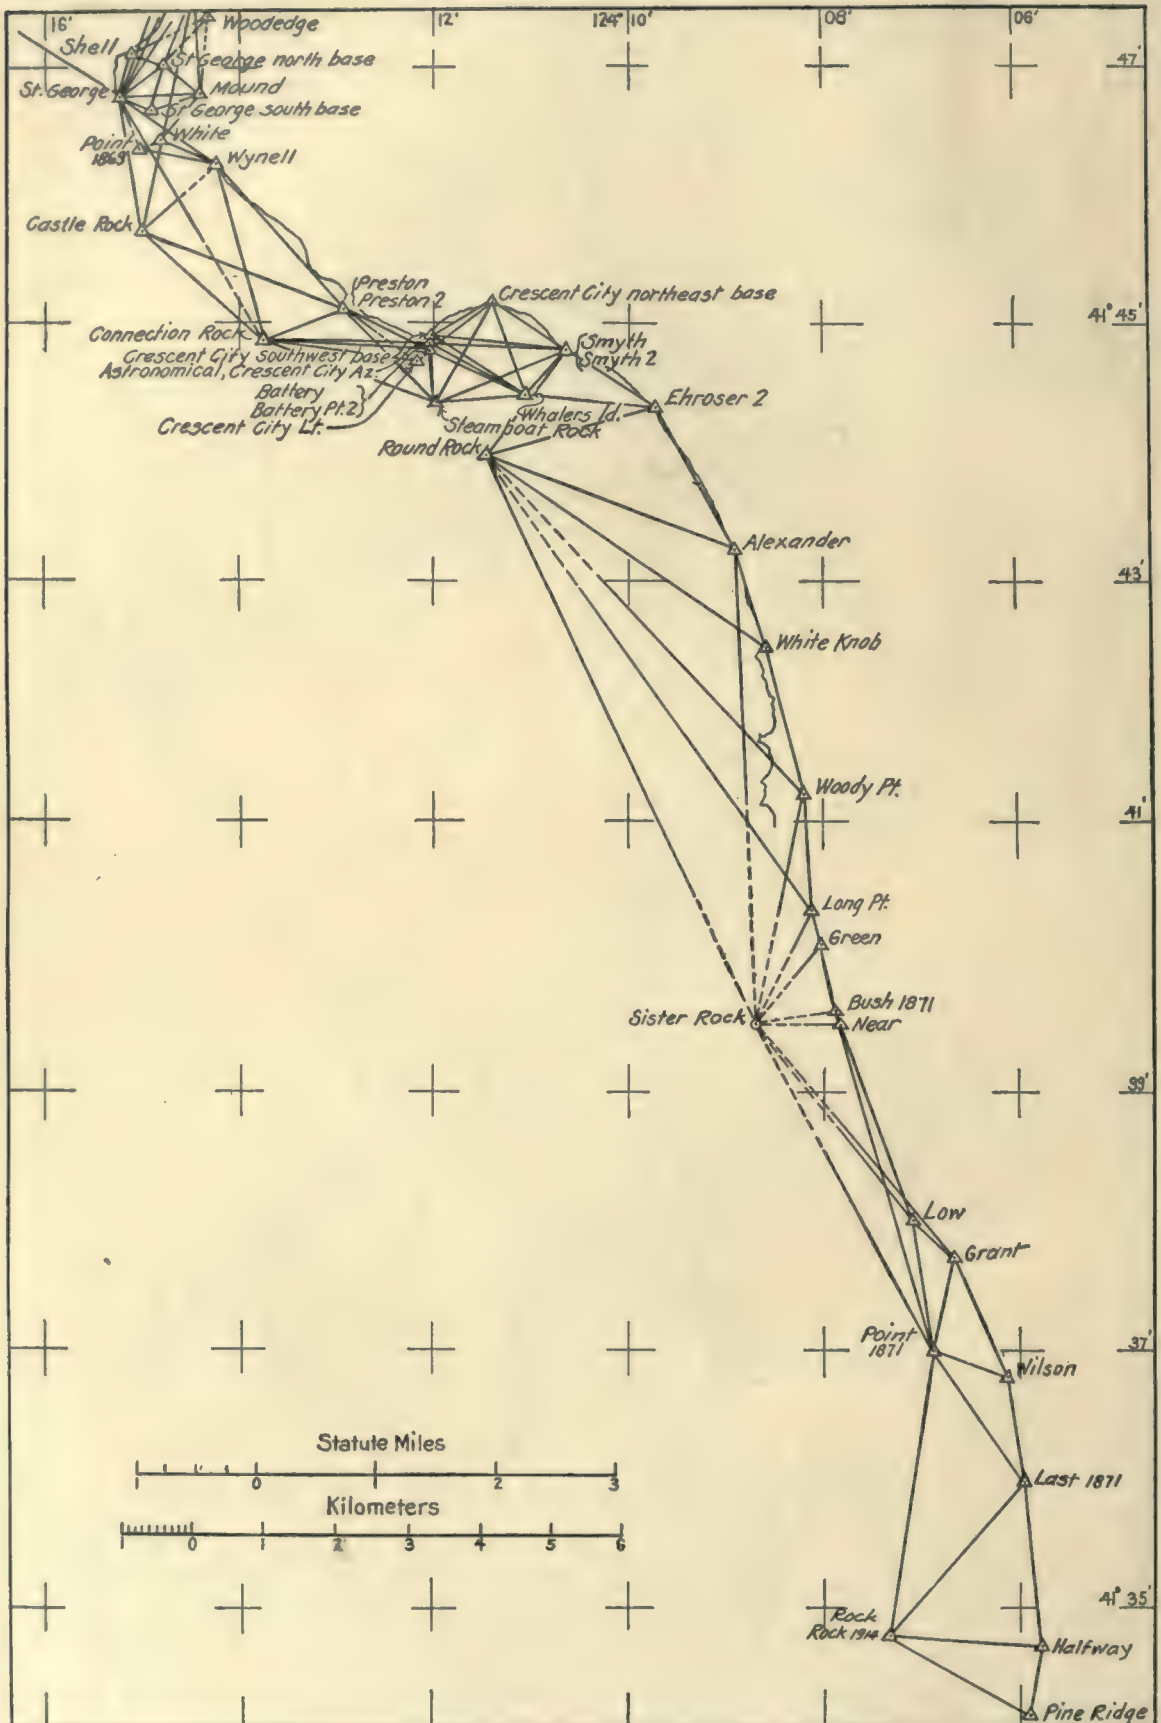 16'
12'
124° 10'
08'
06'
Woodedge
Shell
St George north base
47'
St. George
Mound
St George south base
White
Point
1869
Wynell
Castle Rock
Preston
Preston 2
Crescent City northeast base
41° 45'
Connection Rock
Smyth
Smyth 2
Crescent City Southwest base
Astronomical, Crescent City Az.
Battery
Battery Pt. 2
Crescent City Lt.
Ehroser 2
Whalers Id.
Steamboat Rock
Round Rock
Alexander
43'
White Knob
Woody Pt.
41'
Long Pt.
Green
Bush 1871
Sister Rock
Near
39'
Low
Grant
Point
1871
37'
Wilson
Statute Miles
1 0 1 2 3
Last 1871
Kilometers
1 0 1 2 3 4 5 6
41° 35'
Rock
Rock 1914
Halfway
Pine Ridge